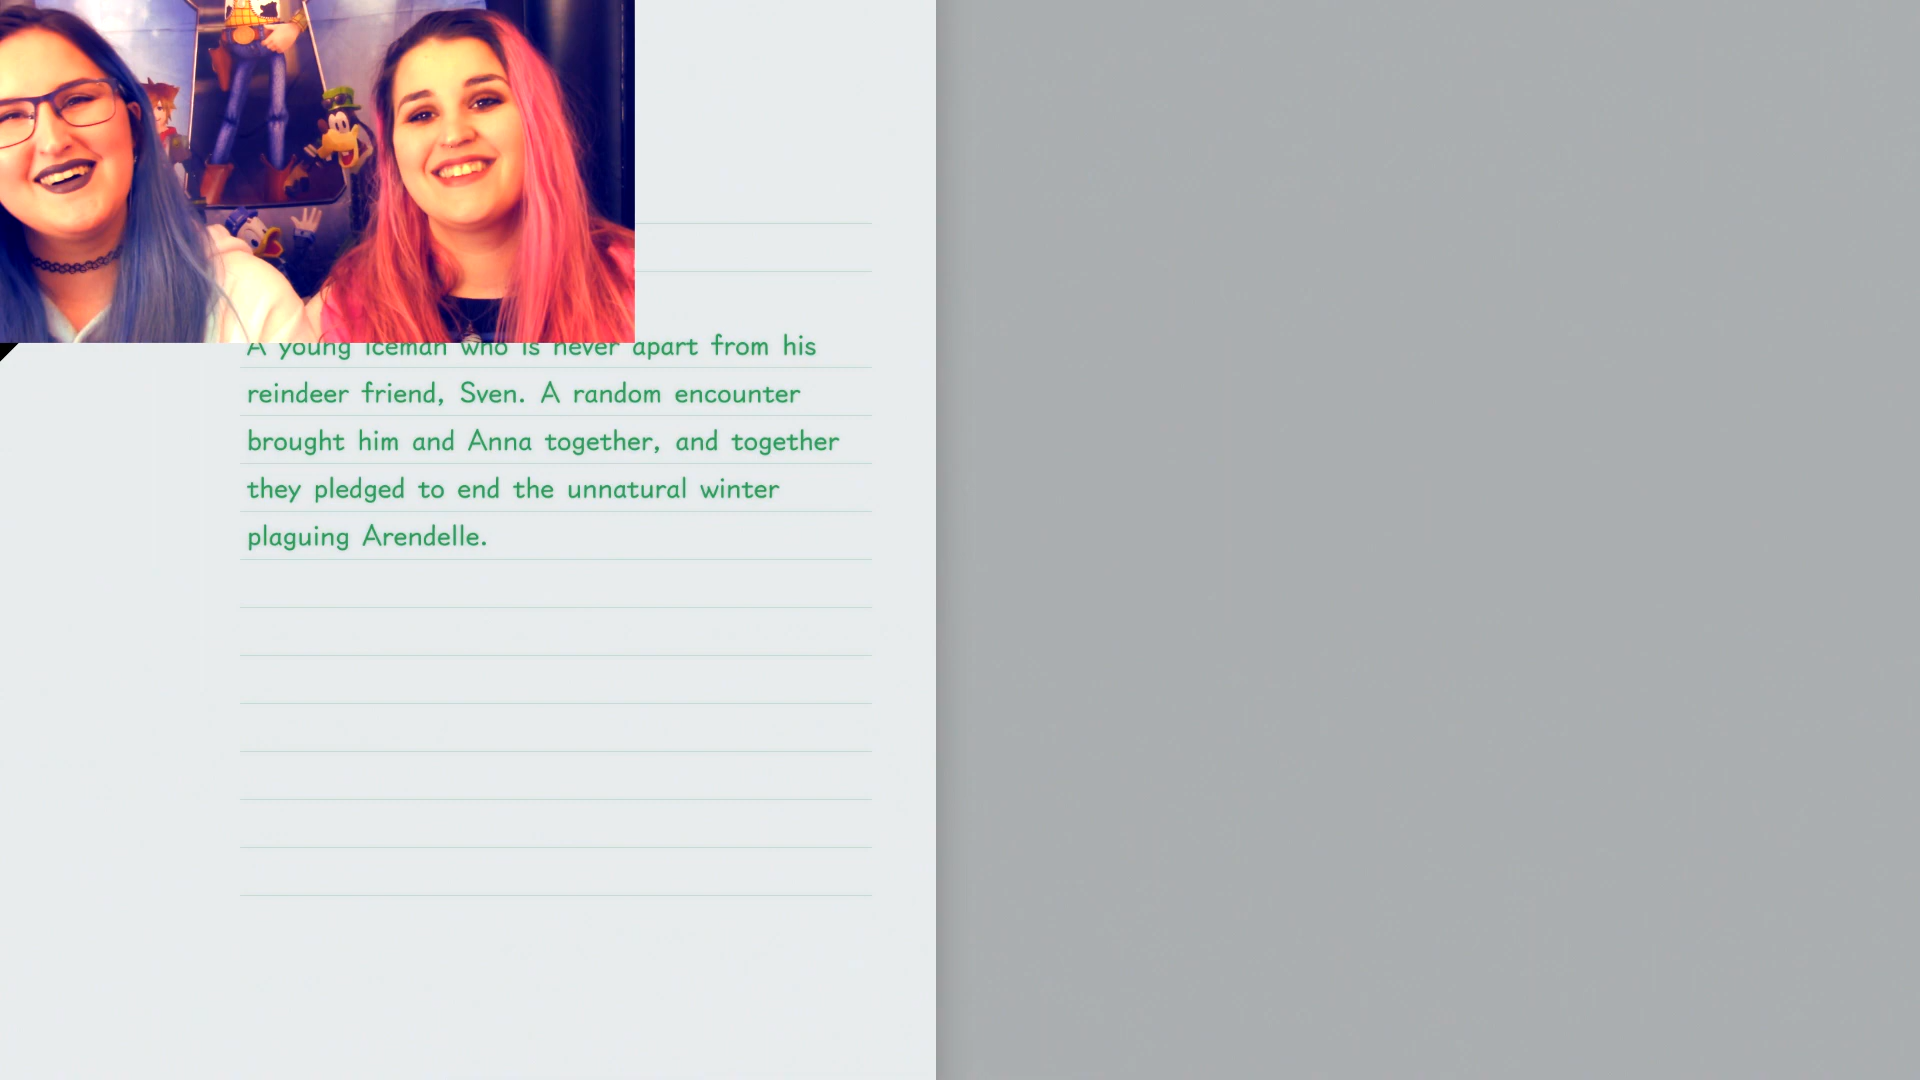 A young iceman who is never apart from his
reindeer friend, Sven. A random encounter
brought him and Anna together, and together
they pledged to end the unnatural winter
plaguing Arendelle.